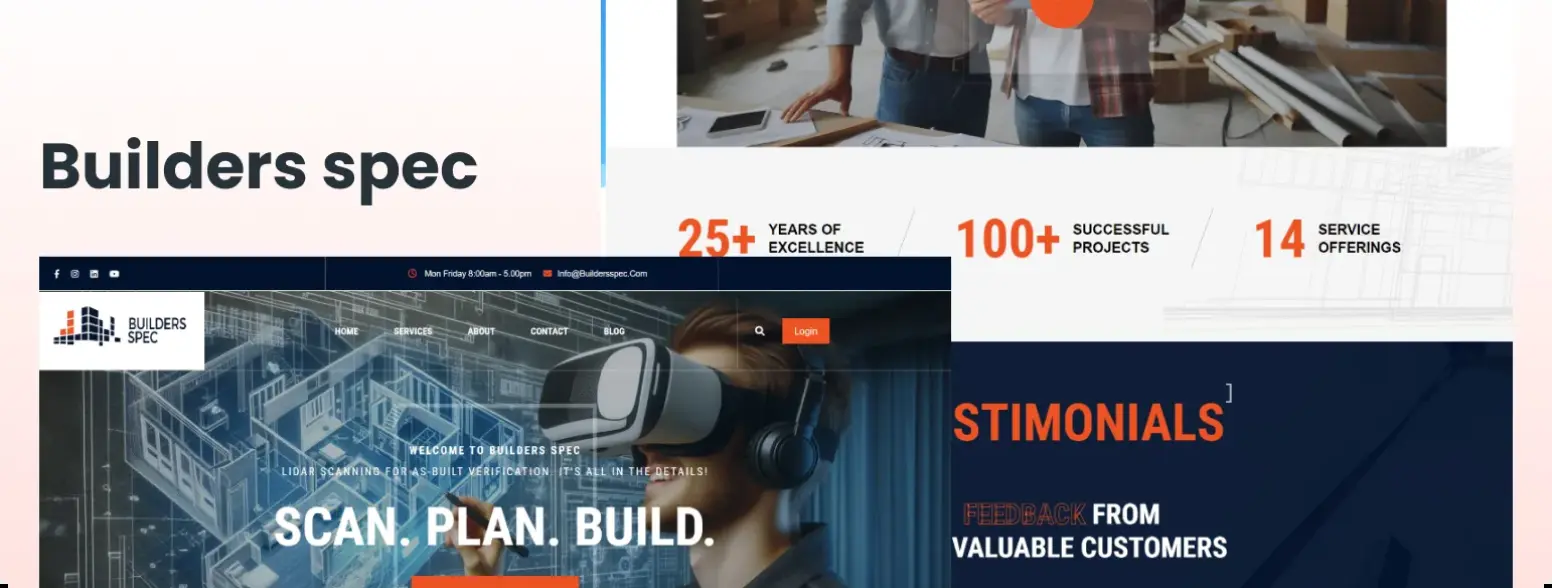 Builders spec
25+ YEARS OF
EXCELLENCE
100+ SUCCESSFUL
PROJECTS
14 SERVICE
OFFERINGS
Mon Friday 8:00am - 5.00pm
Info@Buildersspec.Com
BUILDERS
SPEC
HOME SERVICES ABOUT CONTACT BLOG
Login
WELCOME TO BUILDERS SPEC
LIDAR SCANNING FOR AS-BUILT VERIFICATION. IT'S ALL IN THE DETAILS!
SCAN. PLAN. BUILD.
STIMONIALS ]
FEEDBACK FROM
VALUABLE CUSTOMERS